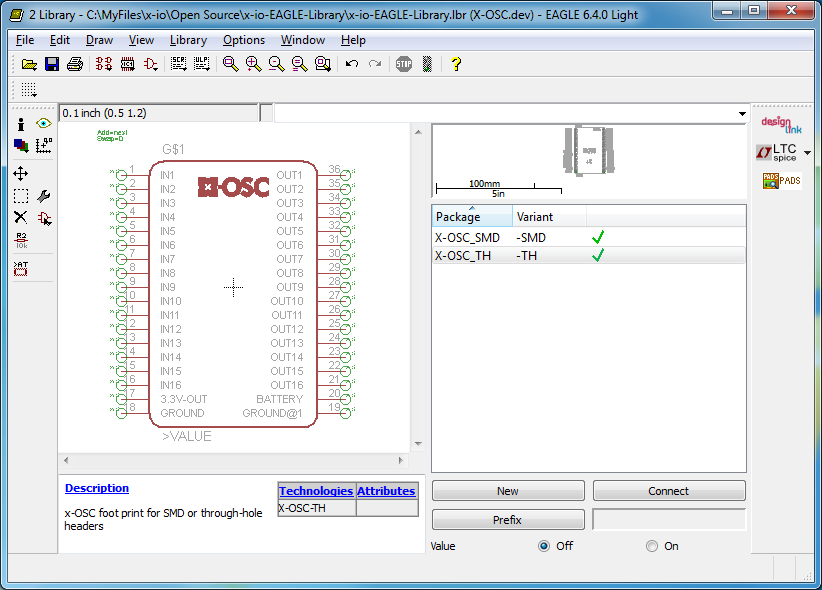 2 Library - C:\MyFiles\x-io\Open Source\x-io-EAGLE-Library\x-io-EAGLE-Library.lbr (X-OSC.dev) - EAGLE 6.4.0 Light
File Edit Draw View Library Options Window Help
SCR ULP STOP ?
0.1 inch (0.5 1.2)
Add=next
Swap=0
G$1
X-OSC
1 IN1 OUT1 36
2 IN2 OUT2 35
3 IN3 OUT3 34
4 IN4 OUT4 33
5 IN5 OUT5 32
6 IN6 OUT6 31
7 IN7 OUT7 30
8 IN8 OUT8 29
9 IN9 OUT9 28
0 IN10 OUT10 27
11 IN11 OUT11 26
2 IN12 OUT12 25
3 IN13 OUT13 24
4 IN14 OUT14 23
5 IN15 OUT15 22
6 IN16 OUT16 21
7 3.3V-OUT BATTERY 20
8 GROUND GROUND@1 19
>VALUE
R2
10k
>AT
100mm
5in
design
link
LTC
spice
PADS PADS
Package Variant
X-OSC_SMD -SMD
X-OSC_TH -TH
Description
x-OSC foot print for SMD or through-hole
headers
Technologies Attributes
X-OSC-TH
New Connect
Prefix
Value Off On